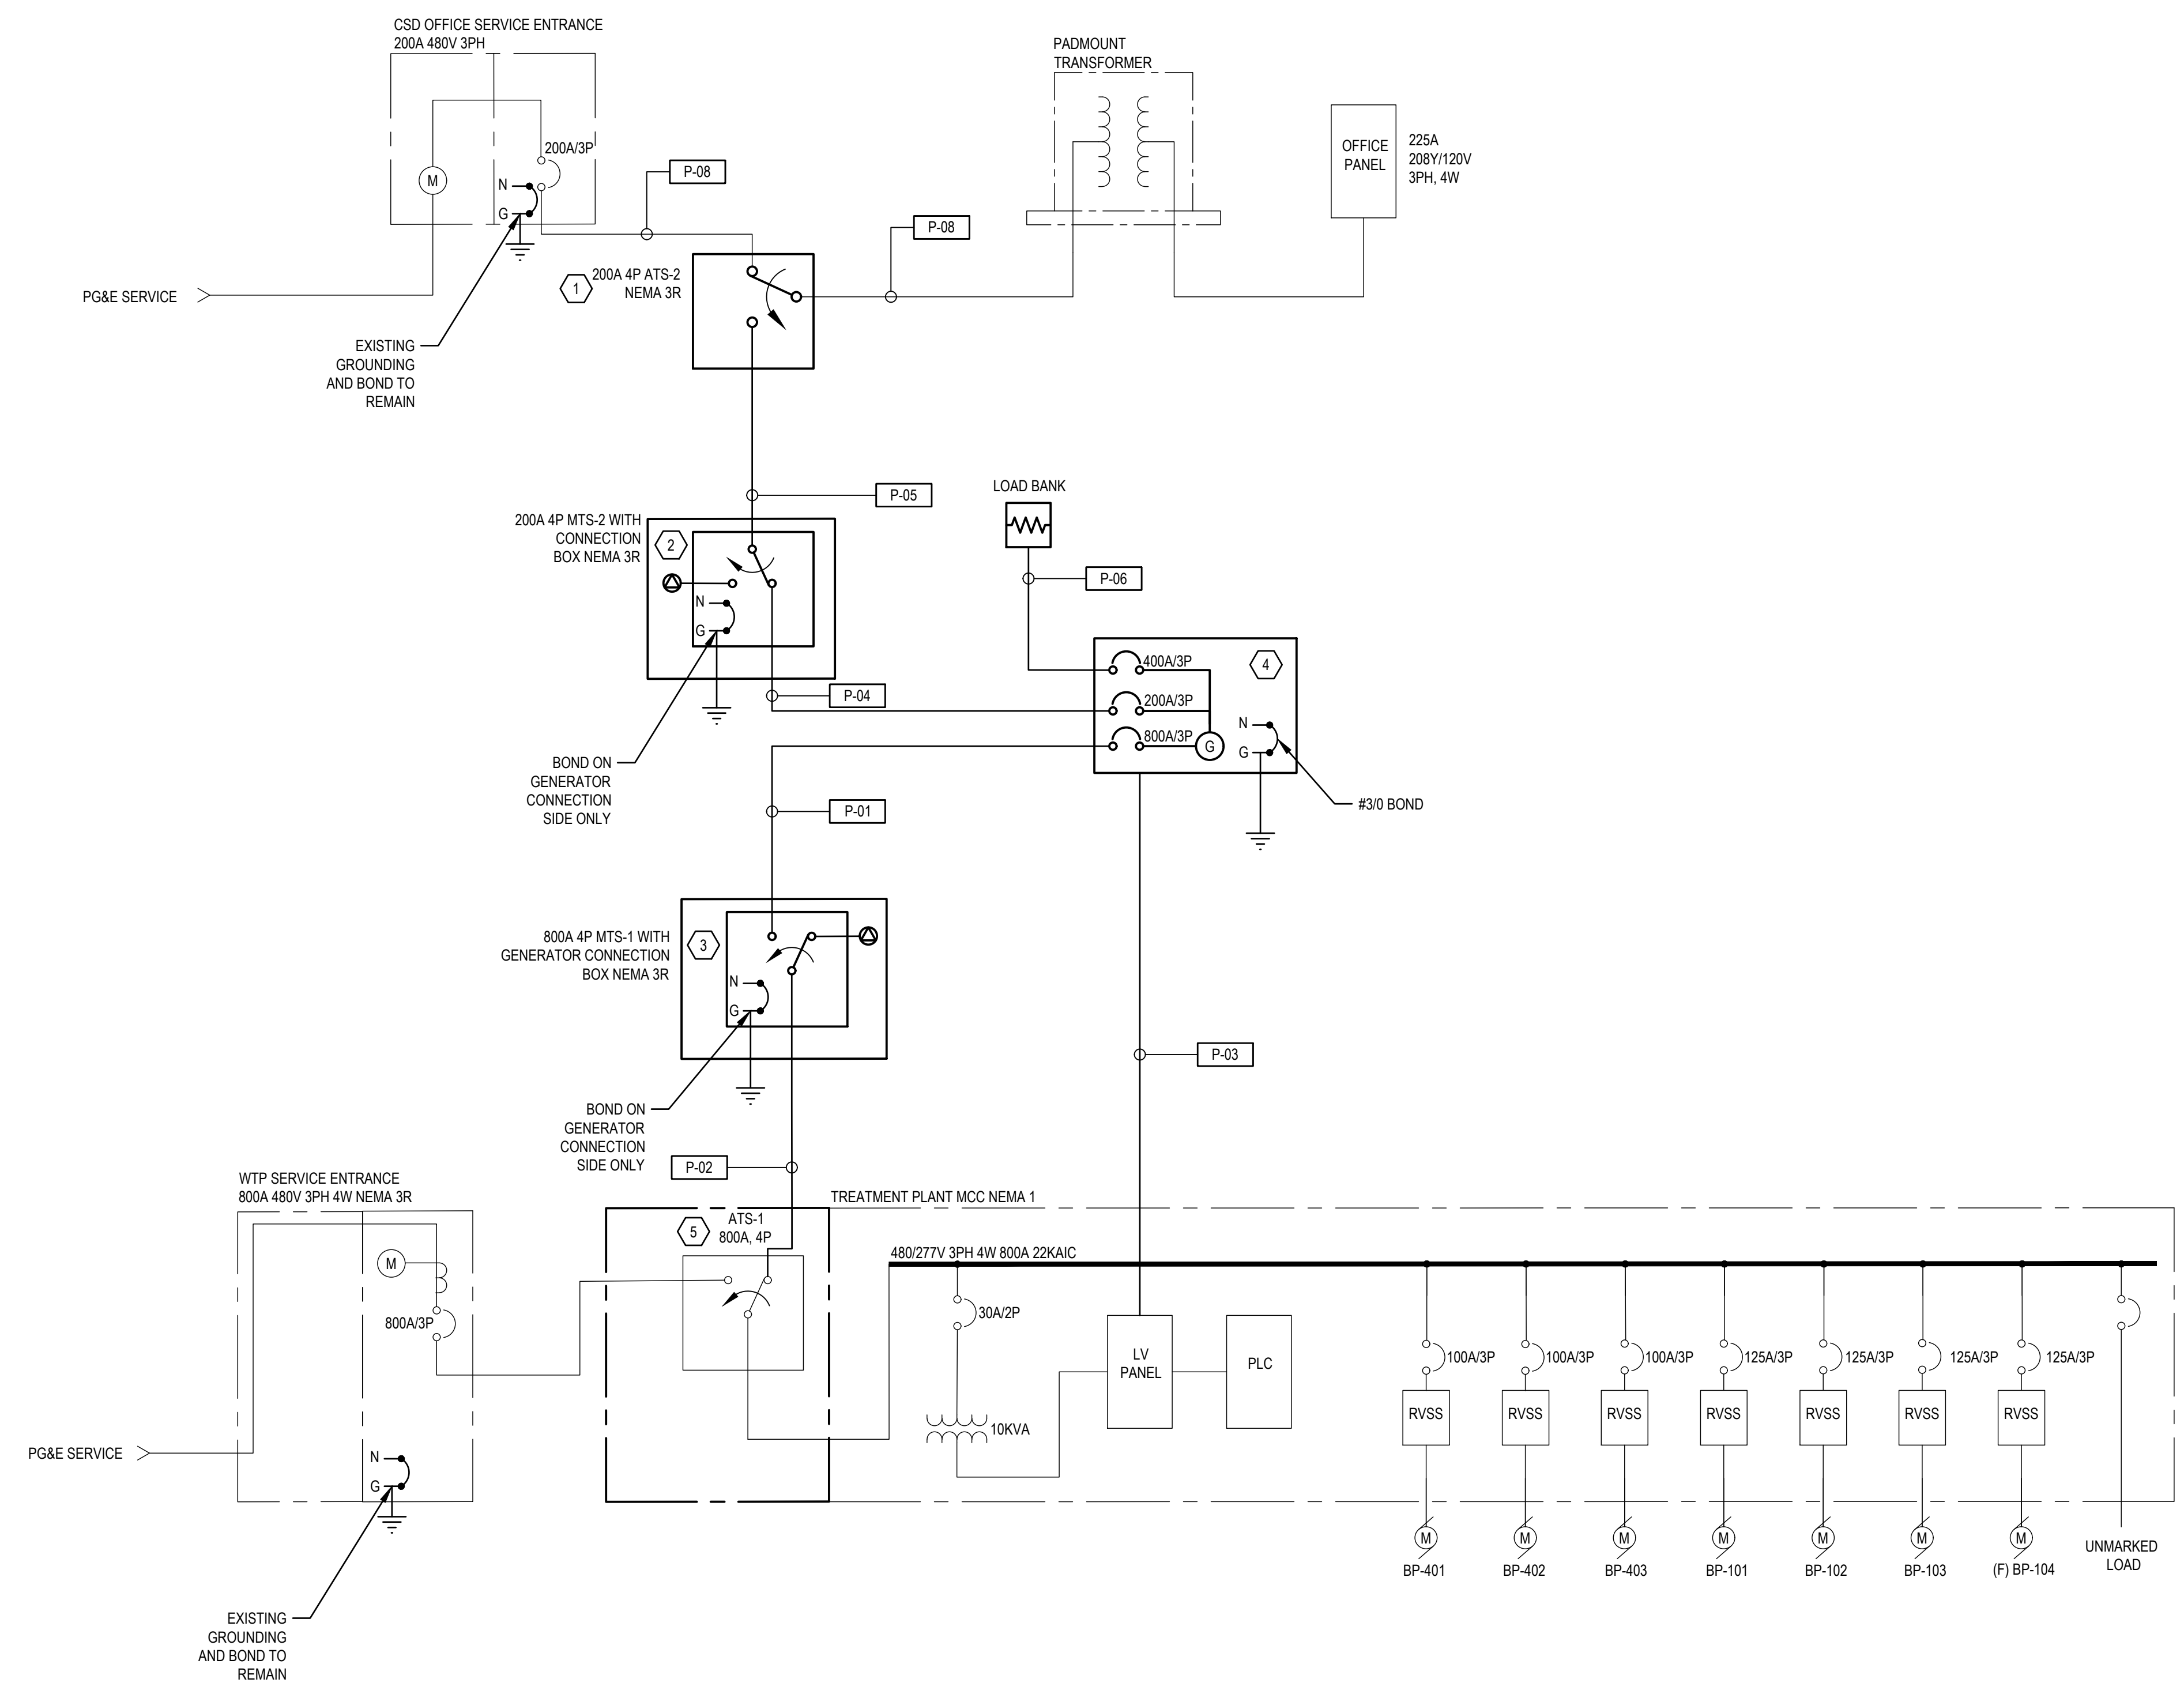 CSD OFFICE SERVICE ENTRANCE
200A 480V 3PH
M
200A/3P
N
G
PG&E SERVICE
EXISTING
GROUNDING
AND BOND TO
REMAIN
P-08
PADMOUNT
TRANSFORMER
OFFICE
PANEL
225A
208Y/120V
3PH, 4W
P-08
1
200A 4P ATS-2
NEMA 3R
P-05
200A 4P MTS-2 WITH
CONNECTION
BOX NEMA 3R
2
N
G
BOND ON
GENERATOR
CONNECTION
SIDE ONLY
LOAD BANK
P-06
P-04
400A/3P
200A/3P
800A/3P
G
4
N
G
#3/0 BOND
P-01
800A 4P MTS-1 WITH
GENERATOR CONNECTION
BOX NEMA 3R
3
N
G
BOND ON
GENERATOR
CONNECTION
SIDE ONLY
P-03
P-02
WTP SERVICE ENTRANCE
800A 480V 3PH 4W NEMA 3R
M
800A/3P
PG&E SERVICE
N
G
EXISTING
GROUNDING
AND BOND TO
REMAIN
5
ATS-1
800A, 4P
TREATMENT PLANT MCC NEMA 1
480/277V 3PH 4W 800A 22KAIC
30A/2P
10KVA
LV
PANEL
PLC
100A/3P
100A/3P
100A/3P
125A/3P
125A/3P
125A/3P
125A/3P
RVSS
RVSS
RVSS
RVSS
RVSS
RVSS
RVSS
M
M
M
M
M
M
M
BP-401
BP-402
BP-403
BP-101
BP-102
BP-103
(F) BP-104
UNMARKED
LOAD